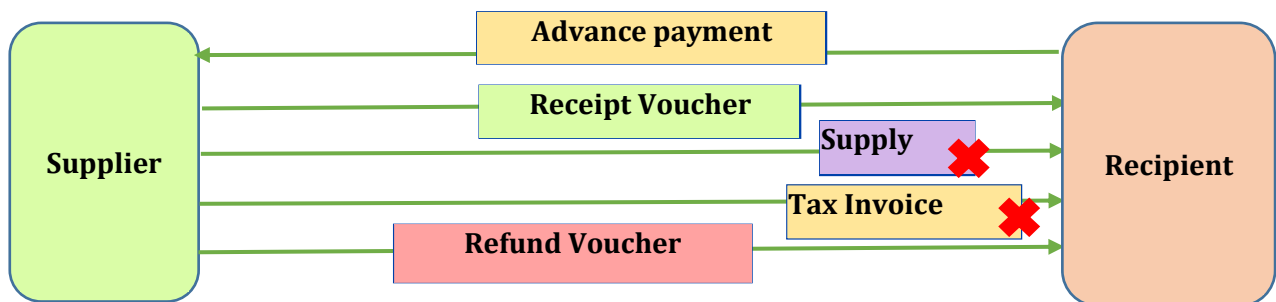 Advance payment
Receipt Voucher
Supply
Supplier
Recipient
Tax Invoice
Refund Voucher